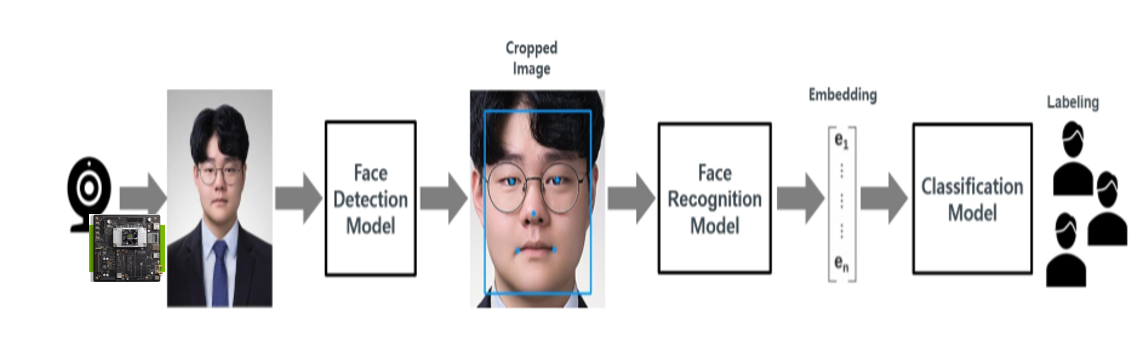 Cropped
Image
Face
Detection
Model
Face
Recognition
Model
Embedding
e1
en
Classification
Model
Labeling